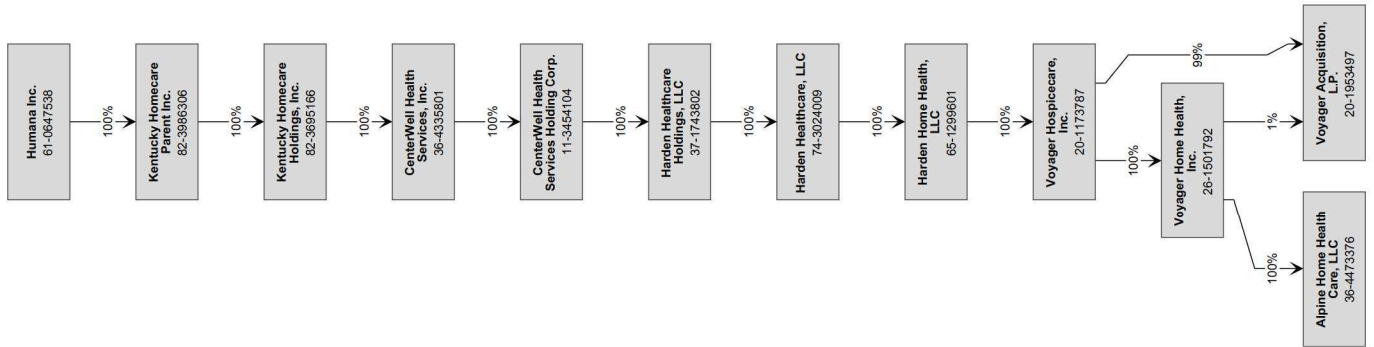 Humana Inc.
61-0647538
100%
Kentucky Homecare
Parent Inc.
82-3986306
100%
Kentucky Homecare
Holdings, Inc.
82-3695166
100%
CenterWell Health
Services, Inc.
36-4335801
100%
CenterWell Health
Services Holding Corp.
11-3454104
100%
Harden Healthcare
Holdings, LLC
37-1743802
100%
Harden Healthcare, LLC
74-3024009
100%
Harden Home Health,
LLC
65-1299601
100%
Voyager Hospicecare,
Inc.
20-1173787
100%
99%
Voyager Home Health,
Inc.
26-1501792
100%
1%
Alpine Home Health
Care, LLC
36-4473376
Voyager Acquisition,
L.P.
20-1953497